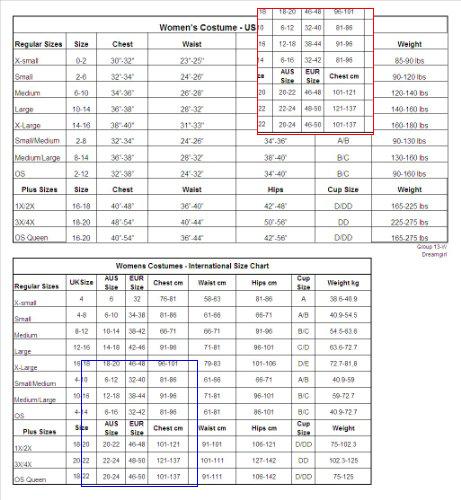 Women's Costume - US
Regular Sizes Size Chest Waist Weight
X-small 0-2 30"-32" 23"-25" 85-90 lbs
Small 2-6 32"-34" 24"-26" 90-120 lbs
Medium 6-10 34"-36" 26"-28" 120-140 lbs
Large 10-14 36"-38" 28"-32" 140-160 lbs
X-Large 14-16 38"-40" 31"-33" 160-180 lbs
Small/Medium 2-8 32"-34" 24"-26" 34"-36" A/B 90-130 lbs
Medium Large 8-14 36"-38" 28"-32" 38"-40" B/C 130-160 lbs
OS 2-12 32"-38" 24"-32" 34"-40" B/C 90-160 lbs
Plus Sizes Size Chest Waist Hips Cup Size Weight
1X/2X 16-18 40"-48" 36"-40" 42"-48" D/DD 165-225 lbs
3X/4X 18-20 48"-54" 40"-44" 50"-56" DD 225-275 lbs
OS Queen 16-20 40"-54" 36"-44" 42"-56" D/DD 165-275 lbs
18 18-20 46-48 96-101
10 6-12 32-40 81-86
16 12-18 38-44 91-96
14 6-16 32-42 81-96
ze AUS Size EUR Size Chest cm
20 20-22 46-48 101-121
22 22-24 48-50 101-137
22 20-24 46-50 101-137
Group 13-W
Dreamgirl
Womens Costumes - International Size Chart
Regular Sizes UK Size AUS Size EUR Size Chest cm Waist cm Hips cm Cup Size Weight kg
X-small 4 6 32 76-81 58-63 81-86 A 38.6-40.9
Small 4-8 6-10 34-38 81-86 61-66 86-91 A/B 40.9-54.5
Medium 8-12 10-14 38-42 86-91 66-71 91-96 B/C 54.5-63.6
Large 12-16 14-18 42-46 91-96 71-81 96-101 C/D 63.6-72.7
X-Large 16-18 18-20 46-48 96-101 79-83 101-106 D/E 72.7-81.8
Small/Medium 4-10 6-12 32-40 81-86 61-66 86-71 A/B 40.9-59
Medium/Large 10-16 12-18 38-44 91-96 71-81 96-101 B/C 59-72.7
OS 4-14 6-16 32-42 81-96 61-81 86-101 B/C 40.9-72.7
Plus Sizes Size AUS Size EUR Size Chest cm Waist cm Hips cm Cup Size Weight kg
1X/2X 18-20 20-22 46-48 101-121 91-101 106-121 D/DD 75-102.3
3X/4X 20-22 22-24 48-50 101-137 101-111 127-142 DD 102.3-125
OS Queen 18-22 20-24 46-50 101-137 91-111 106-142 D/DD 75-125